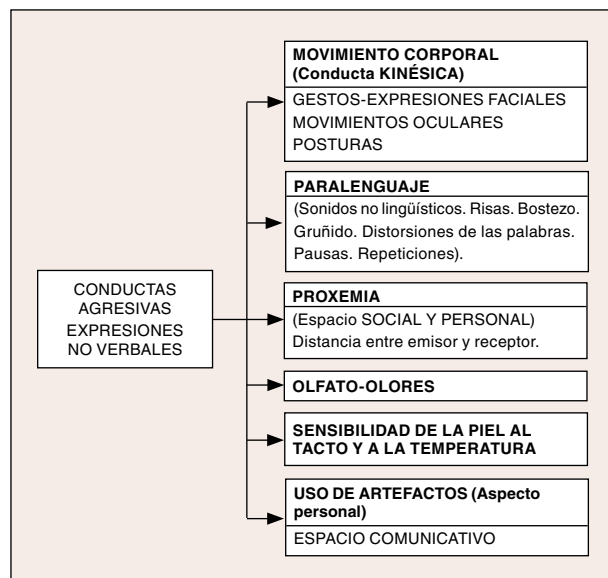 CONDUCTAS
AGRESIVAS
EXPRESIONES
NO VERBALES
MOVIMIENTO CORPORAL
(Conducta KINÉSICA)
GESTOS-EXPRESIONES FACIALES
MOVIMIENTOS OCULARES
POSTURAS
PARALENGUAJE
(Sonidos no lingüísticos. Risas. Bostezo.
Gruñido. Distorsiones de las palabras.
Pausas. Repeticiones).
PROXEMIA
(Espacio SOCIAL Y PERSONAL)
Distancia entre emisor y receptor.
OLFATO-OLORES
SENSIBILIDAD DE LA PIEL AL
TACTO Y A LA TEMPERATURA
USO DE ARTEFACTOS (Aspecto
personal)
ESPACIO COMUNICATIVO